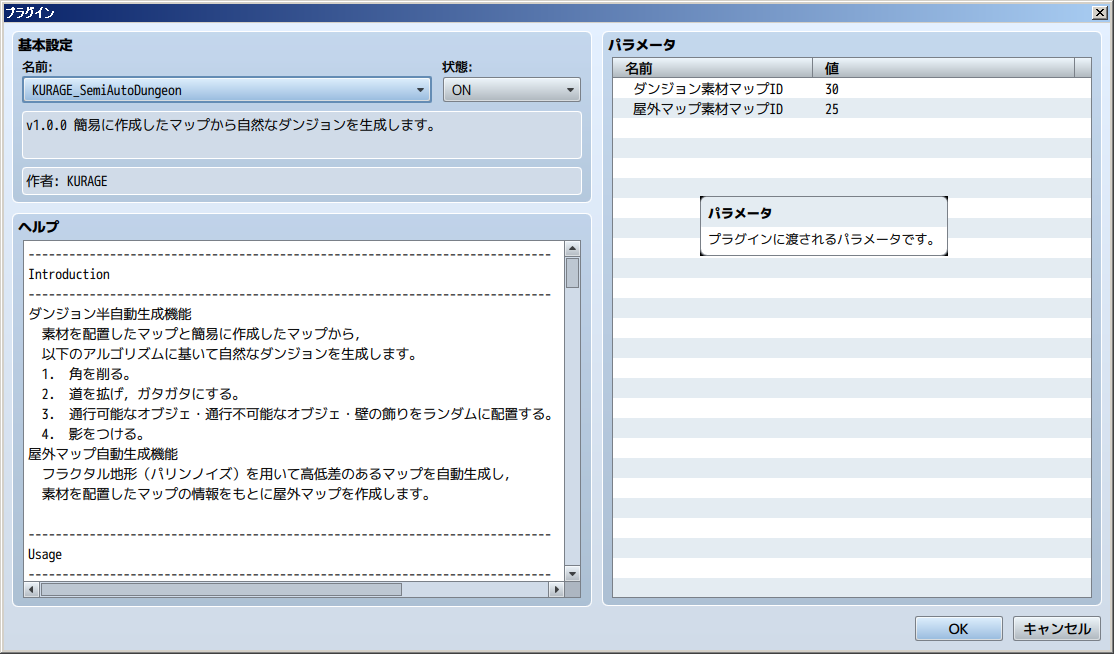 プラグイン
基本設定
名前:
状態:
KURAGE_SemiAutoDungeon
ON
v1.0.0 簡易に作成したマップから自然なダンジョンを生成します。
作者: KURAGE
ヘルプ
------------------------------------------------------------------------------
Introduction
------------------------------------------------------------------------------
ダンジョン半自動生成機能
素材を配置したマップと簡易に作成したマップから,
以下のアルゴリズムに基いて自然なダンジョンを生成します。
1. 角を削る。
2. 道を拡げ, ガタガタにする。
3. 通行可能なオブジェ・通行不可能なオブジェ・壁の飾りをランダムに配置する。
4. 影をつける。
屋外マップ自動生成機能
フラクタル地形（パリンノイズ）を用いて高低差のあるマップを自動生成し,
素材を配置したマップの情報をもとに屋外マップを作成します。
------------------------------------------------------------------------------
Usage
------------------------------------------------------------------------------
パラメータ
名前 値
ダンジョン素材マップID 30
屋外マップ素材マップID 25
パラメータ
プラグインに渡されるパラメータです。
OK
キャンセル